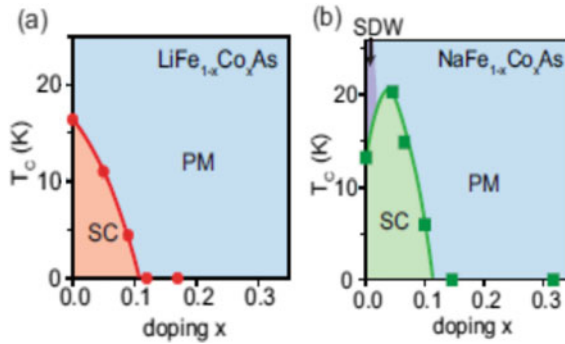 (a)
LiFe1-xCoxAs
20
10
0
Tc (K)
PM
SC
0.0 0.1 0.2 0.3
doping x
(b)
SDW
NaFe1-xCoxAs
20
10
0
Tc (K)
PM
SC
0.0 0.1 0.2 0.3
doping x